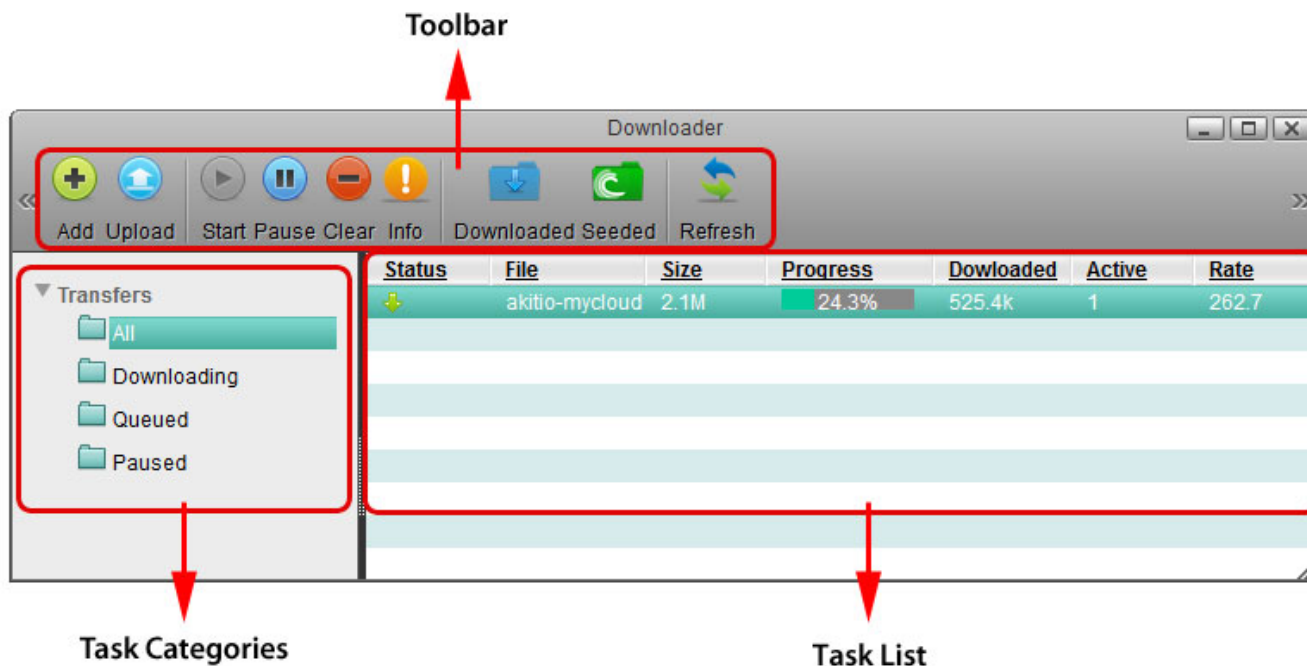 Toolbar
Downloader
Add Upload Start Pause Clear Info Downloaded Seeded Refresh
Transfers
All
Downloading
Queued
Paused
Status File Size Progress Dowloaded Active Rate
akitio-mycloud 2.1M 24.3% 525.4k 1 262.7
Task Categories
Task List